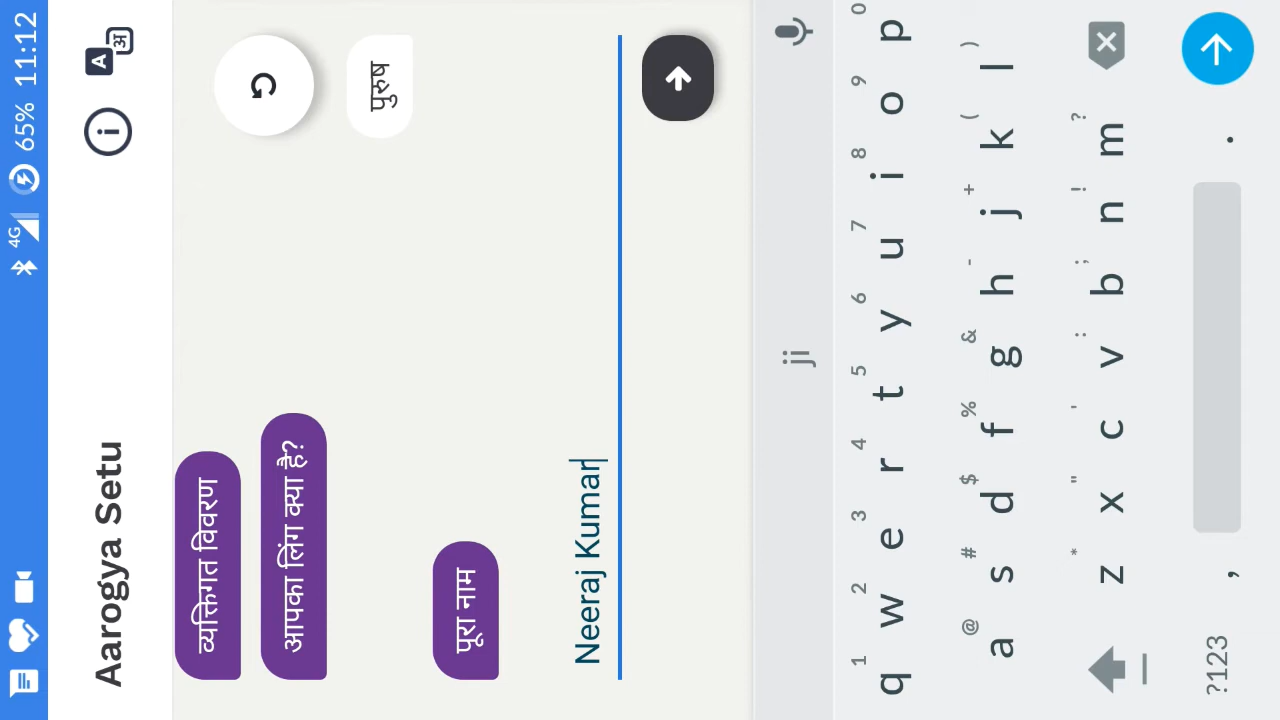 4G 65% 11:12
Aarogya Setu
व्यक्तिगत विवरण
आपका लिंग क्या है?
पुरुष
पूरा नाम
Neeraj Kumar
ji
1 2 3 4 5 6 7 8 9 0
q w e r t y u i o p
@ # $ % & - + ( )
a s d f g h j k l
* " ' : ; ! ?
z x c v b n m
?123 , .